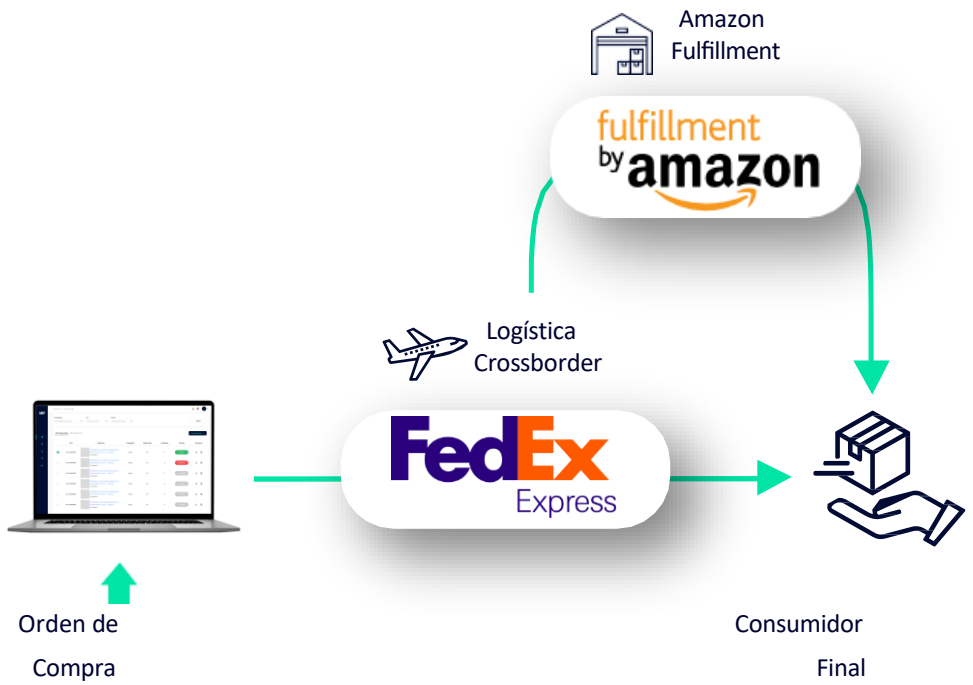 Amazon
Fulfillment
fulfillment
by amazon
Logística
Crossborder
FedEx
Express
Orden de
Compra
Consumidor
Final